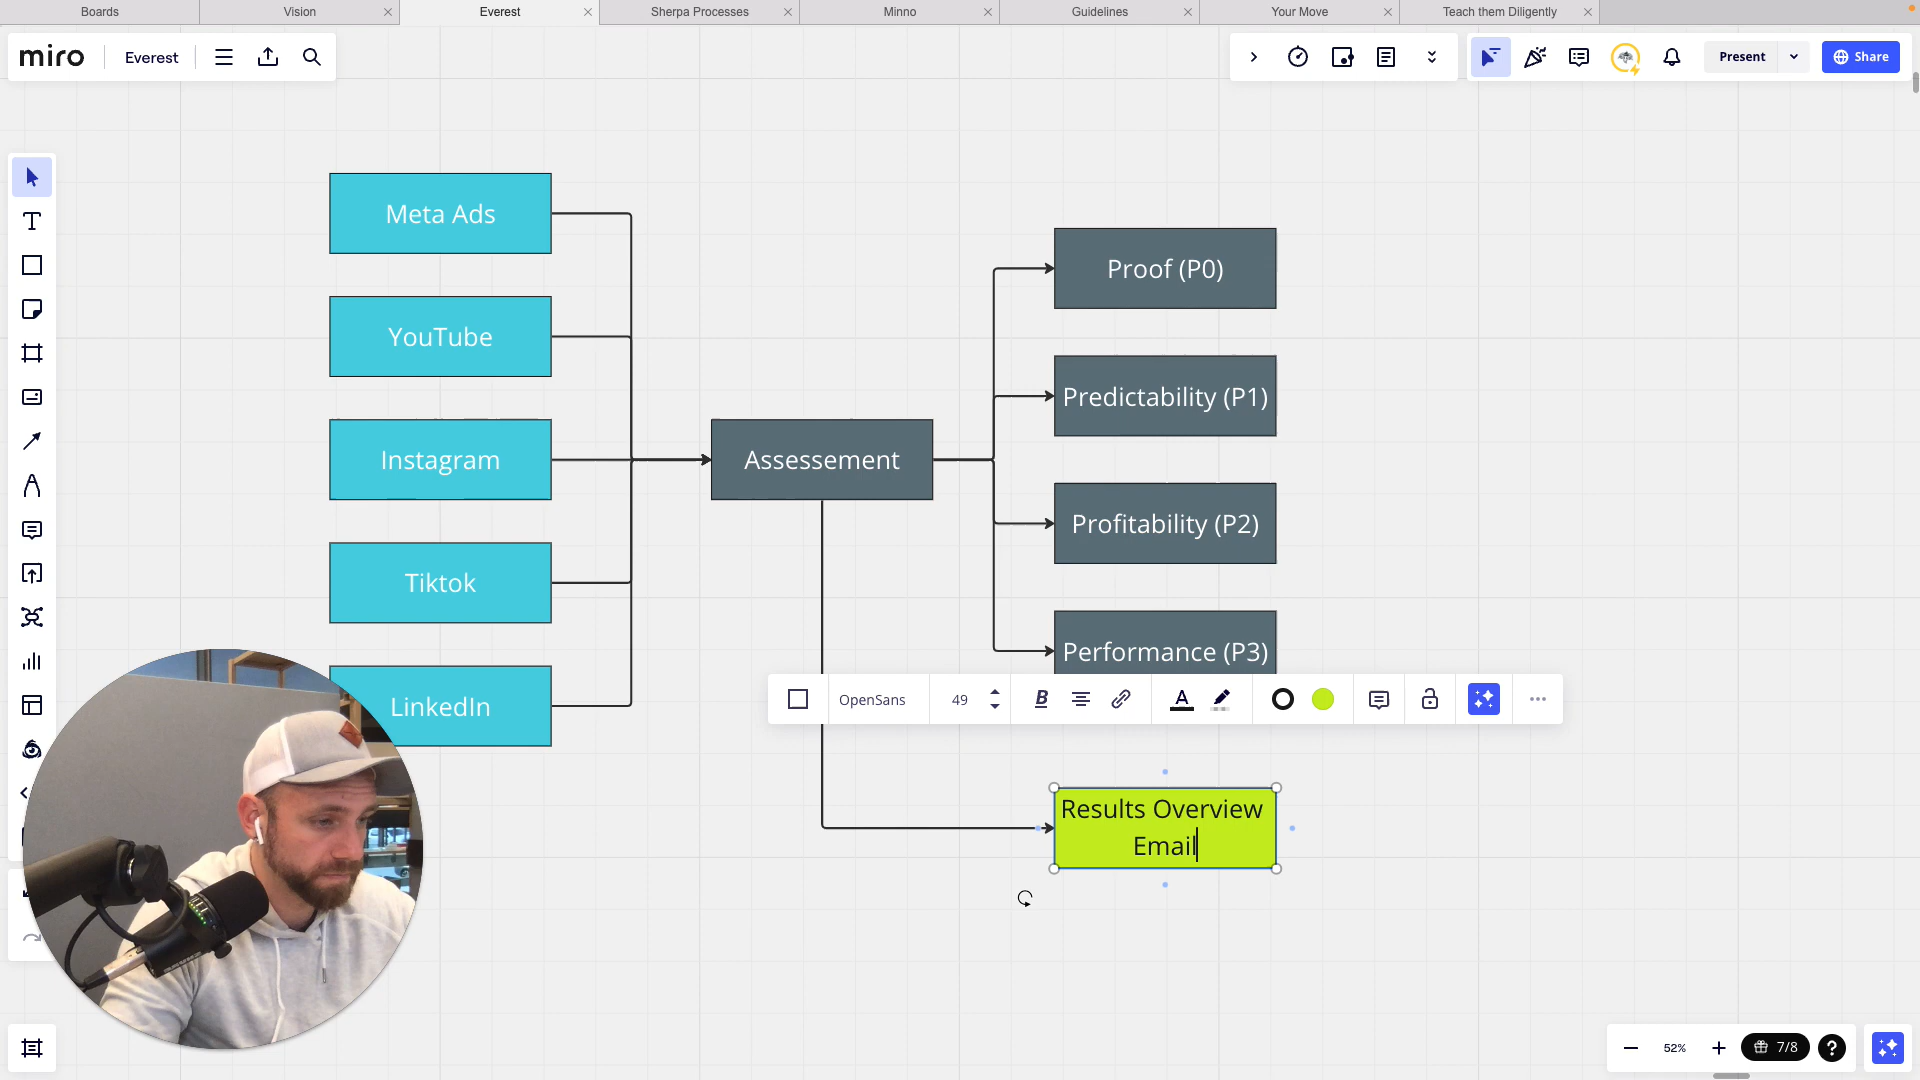 Boards
Vision
Everest
Sherpa Processes
Minno
Guidelines
Your Move
Teach them Diligently
miro
Everest
Present
Share
Meta Ads
YouTube
Instagram
Tiktok
LinkedIn
Assessement
Proof (P0)
Predictability (P1)
Profitability (P2)
Performance (P3)
OpenSans
49
B
A
Results Overview
Email
52%
7/8